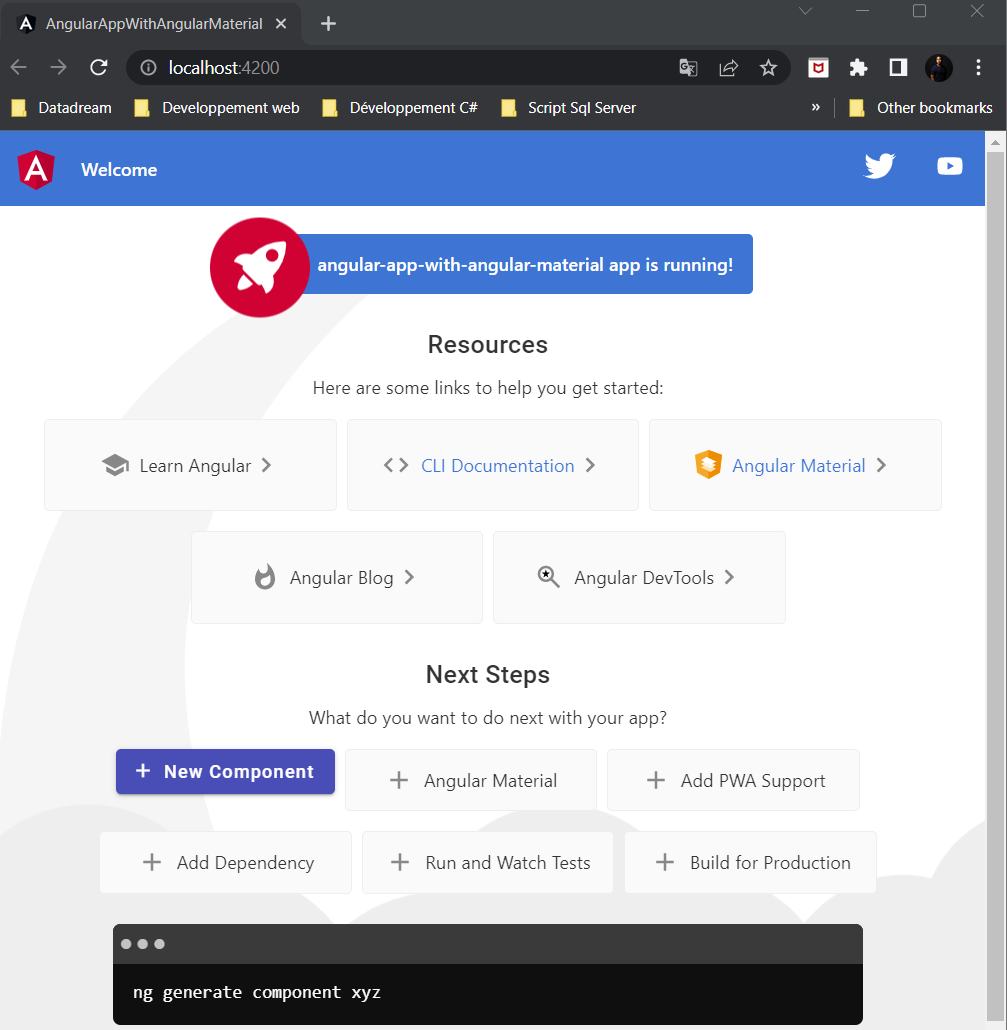 AngularAppWithAngularMaterial
localhost:4200
Datadream Developpement web Développement C# Script Sql Server » Other bookmarks
Welcome
angular-app-with-angular-material app is running!
Resources
Here are some links to help you get started:
Learn Angular CLI Documentation Angular Material
Angular Blog Angular DevTools
Next Steps
What do you want to do next with your app?
+ New Component + Angular Material + Add PWA Support
+ Add Dependency + Run and Watch Tests + Build for Production
ng generate component xyz